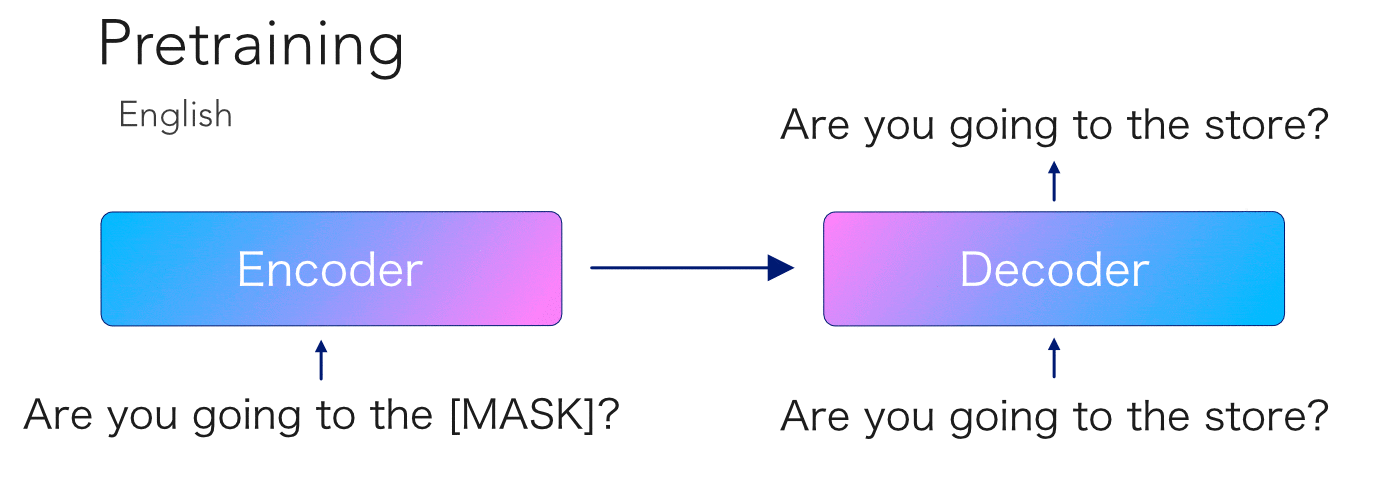 Pretraining
English
Are you going to the store?
Encoder
Decoder
Are you going to the [MASK]?
Are you going to the store?